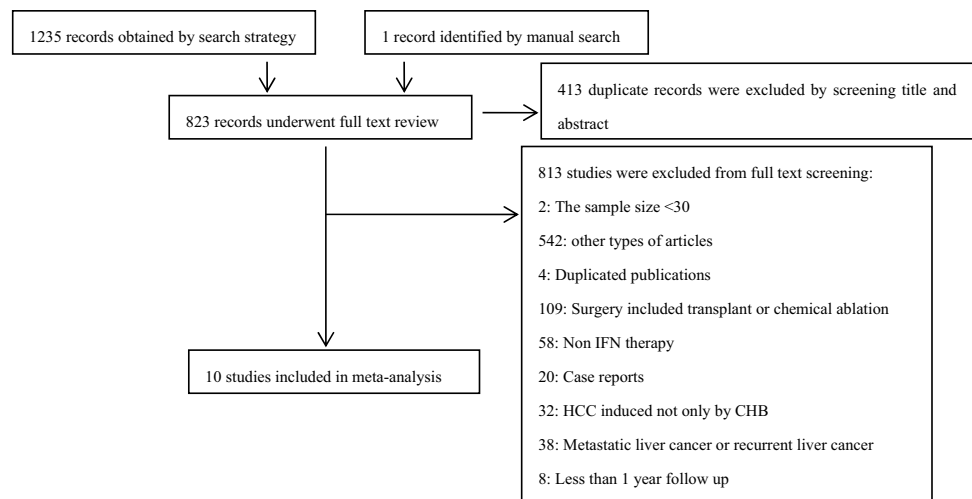 1235 records obtained by search strategy
1 record identified by manual search
413 duplicate records were excluded by screening title and
abstract
823 records underwent full text review
813 studies were excluded from full text screening:
2: The sample size <30
542: other types of articles
4: Duplicated publications
109: Surgery included transplant or chemical ablation
58: Non IFN therapy
20: Case reports
32: HCC induced not only by CHB
38: Metastatic liver cancer or recurrent liver cancer
8: Less than 1 year follow up
10 studies included in meta-analysis